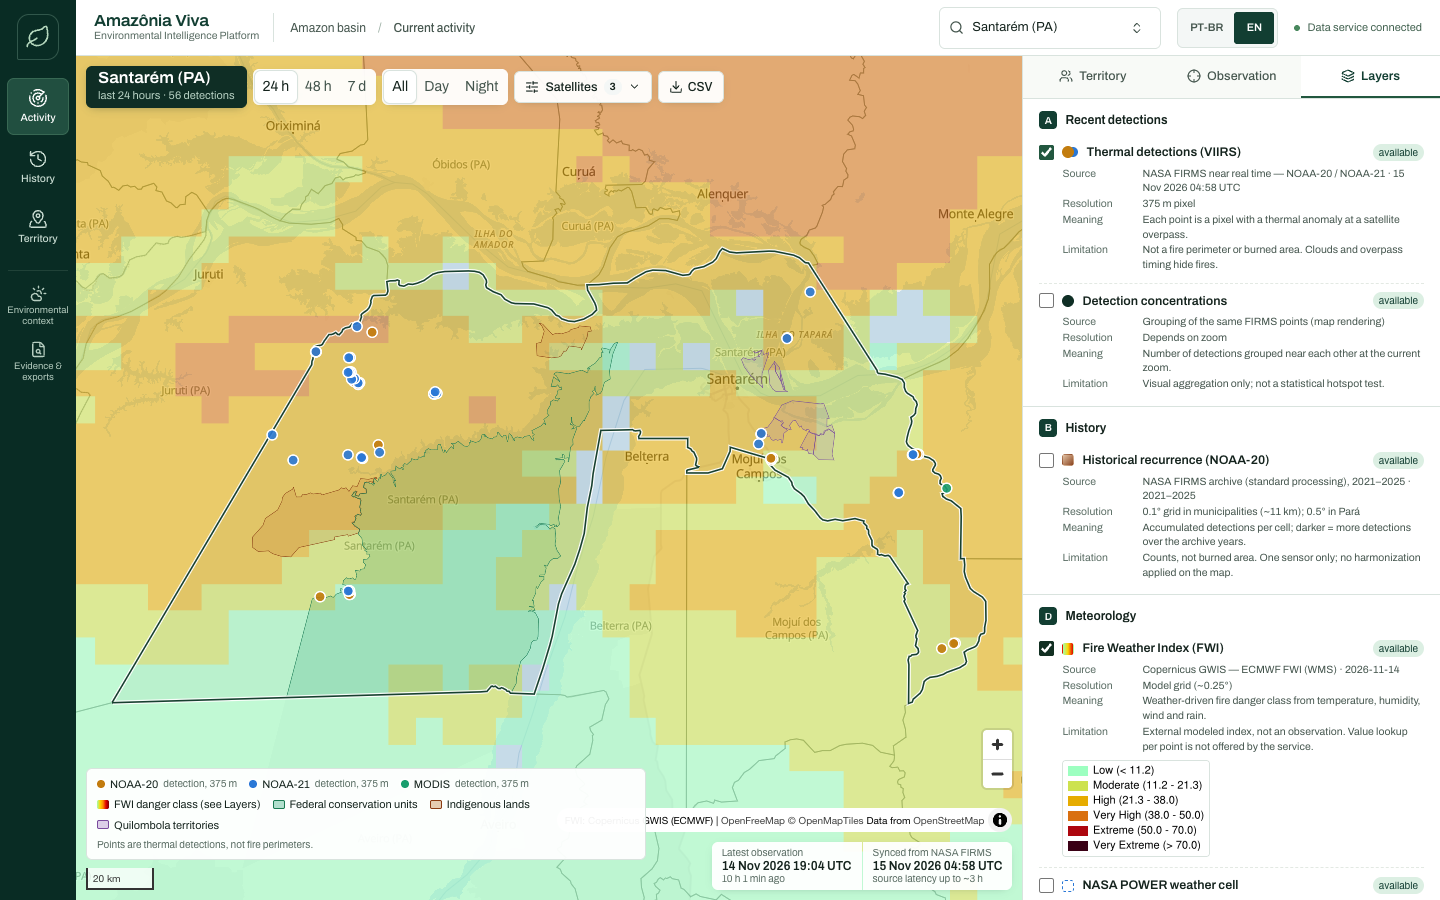 Amazônia Viva
Environmental Intelligence Platform
Amazon basin / Current activity
Santarém (PA)
PT-BR EN
Data service connected
Activity
History
Territory
Environmental
context
Evidence &
exports
Santarém (PA)
last 24 hours · 56 detections
24 h 48 h 7 d
All Day Night
Satellites 3
CSV
Oriximiná
Óbidos (PA)
Curuá
Alenquer
Monte Alegre
ILHA DO
AMADOR
Curuá (PA)
Juruti
Juruti (PA)
Santarém
Belterra
Campos
Santarém (PA)
Santarém (PA)
Belterra (PA)
Mojuí dos
Campos (PA)
NOAA-20 detection, 375 m
NOAA-21 detection, 375 m
MODIS detection, 375 m
FWI danger class (see Layers)
Federal conservation units
Indigenous lands
Quilombola territories
Points are thermal detections, not fire perimeters.
20 km
GWIS (ECMWF) | OpenFreeMap © OpenMapTiles Data from OpenStreetMap
Latest observation
14 Nov 2026 19:04 UTC
10 h 1 min ago
Synced from NASA FIRMS
15 Nov 2026 04:58 UTC
source latency up to ~3 h
Territory Observation Layers
A Recent detections
Thermal detections (VIIRS) available
Source NASA FIRMS near real time — NOAA-20 / NOAA-21 · 15
Nov 2026 04:58 UTC
Resolution 375 m pixel
Meaning Each point is a pixel with a thermal anomaly at a satellite
overpass.
Limitation Not a fire perimeter or burned area. Clouds and overpass
timing hide fires.
Detection concentrations available
Source Grouping of the same FIRMS points (map rendering)
Resolution Depends on zoom
Meaning Number of detections grouped near each other at the current
zoom.
Limitation Visual aggregation only; not a statistical hotspot test.
B History
Historical recurrence (NOAA-20) available
Source NASA FIRMS archive (standard processing), 2021–2025 ·
2021–2025
Resolution 0.1° grid in municipalities (~11 km); 0.5° in Pará
Meaning Accumulated detections per cell; darker = more detections
over the archive years.
Limitation Counts, not burned area. One sensor only; no harmonization
applied on the map.
D Meteorology
Fire Weather Index (FWI) available
Source Copernicus GWIS — ECMWF FWI (WMS) · 2026-11-14
Resolution Model grid (~0.25°)
Meaning Weather-driven fire danger class from temperature, humidity,
wind and rain.
Limitation External modeled index, not an observation. Value lookup
per point is not offered by the service.
Low (< 11.2)
Moderate (11.2 - 21.3)
High (21.3 - 38.0)
Very High (38.0 - 50.0)
Extreme (50.0 - 70.0)
Very Extreme (> 70.0)
NASA POWER weather cell available